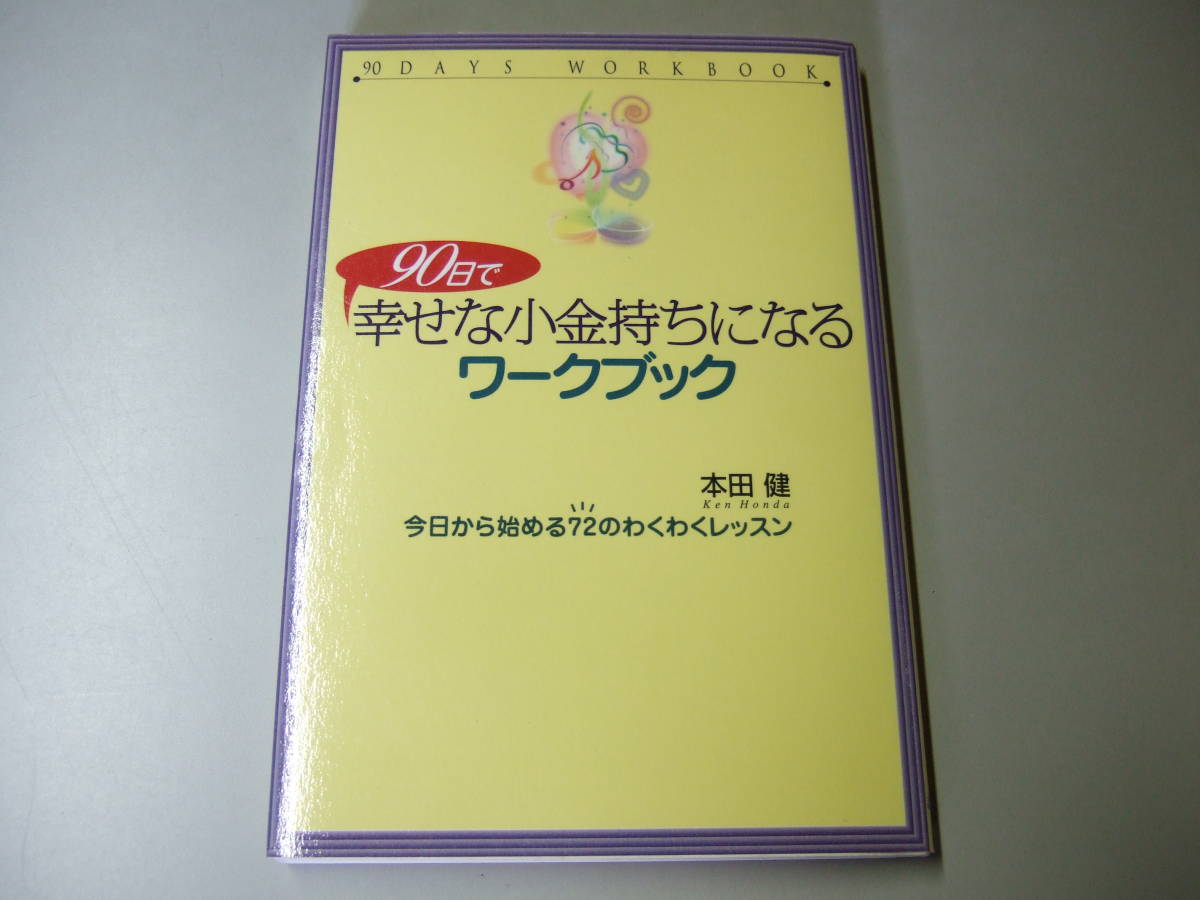 90 DAYS WORKBOOK
90日で
幸せな小金持ちになる
ワークブック
本田 健
Ken Honda
今日から始める72のわくわくレッスン